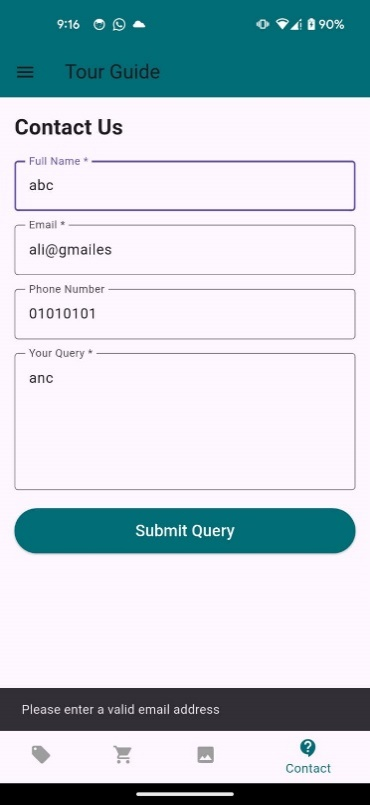 9:16
90%
Tour Guide
Contact Us
Full Name *
abc
Email *
ali@gmailes
Phone Number
01010101
Your Query *
anc
Submit Query
Please enter a valid email address
Contact